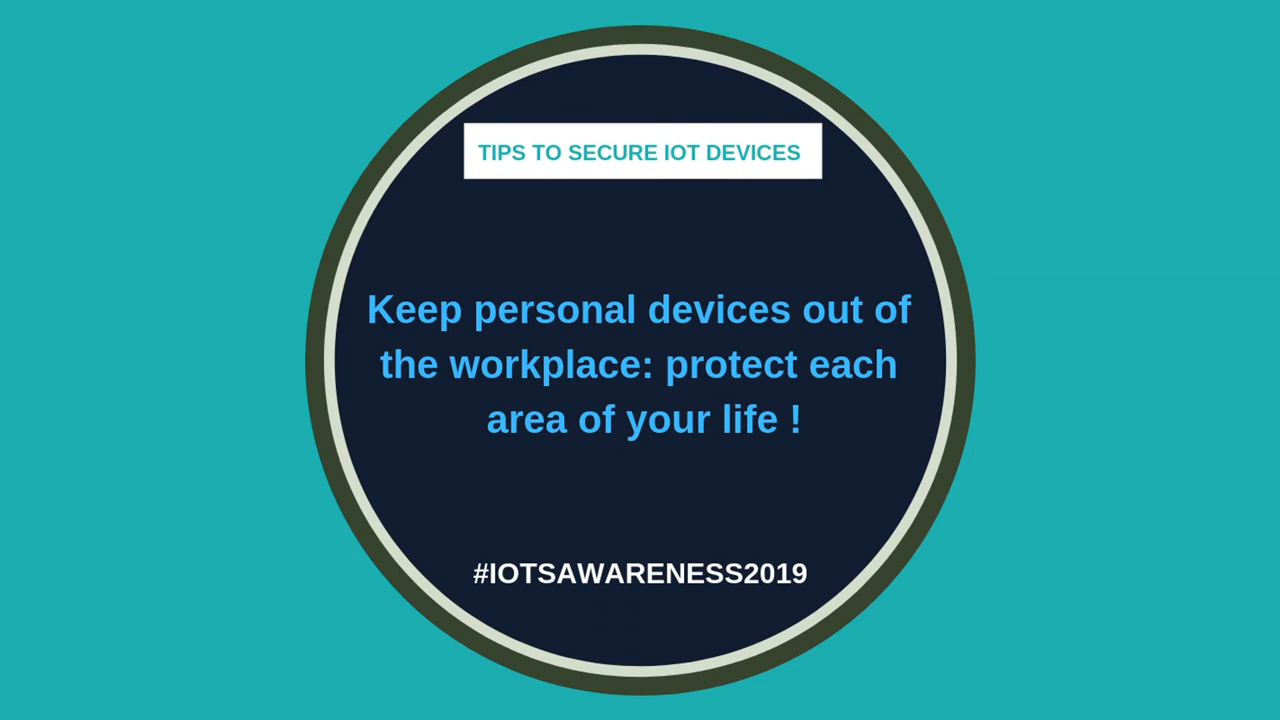 TIPS TO SECURE IOT DEVICES
Keep personal devices out of
the workplace: protect each
area of your life !
#IOTSAWARENESS2019